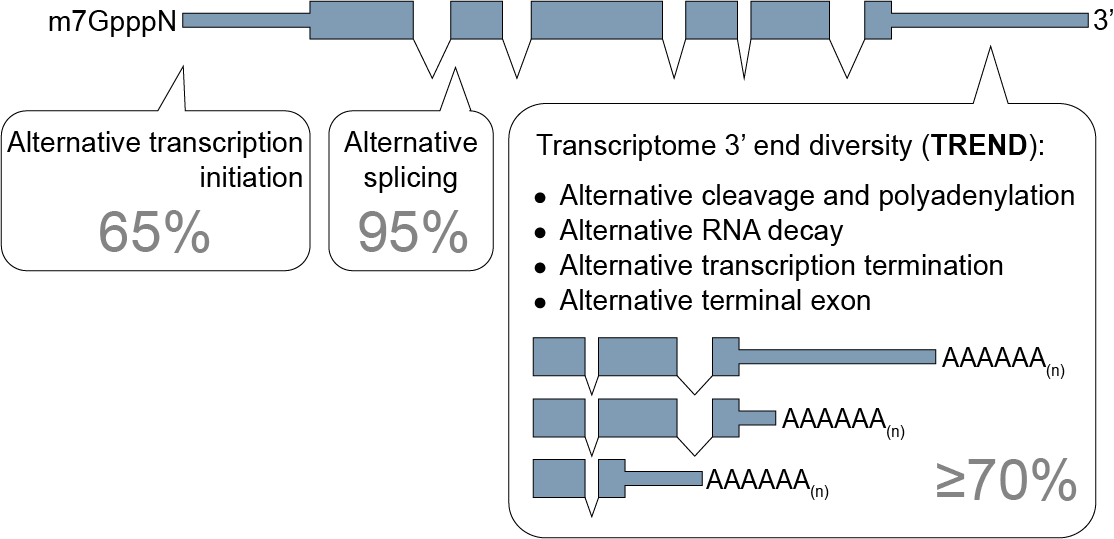 m7GpppN
3’
Alternative transcription
initiation
65%
Alternative
splicing
95%
Transcriptome 3’ end diversity (TREND):
● Alternative cleavage and polyadenylation
● Alternative RNA decay
● Alternative transcription termination
● Alternative terminal exon
AAAAAA(n)
AAAAAA(n)
AAAAAA(n)
≥70%